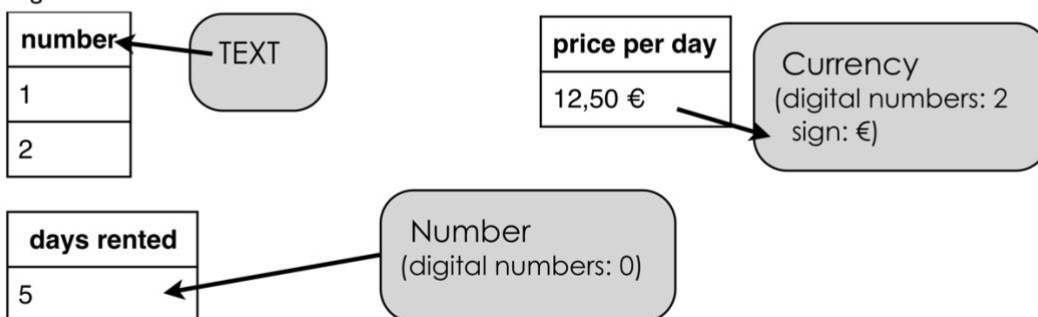 number
TEXT
1
2
price per day
12,50 €
Currency
(digital numbers: 2
sign: €)
days rented
5
Number
(digital numbers: 0)